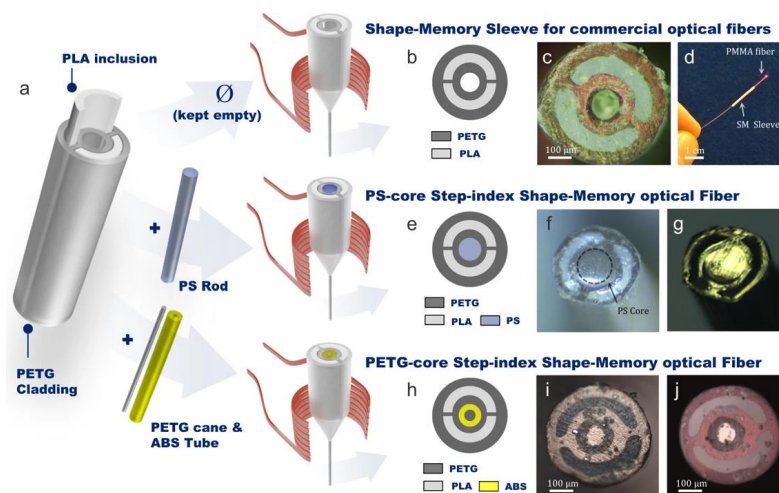 Shape-Memory Sleeve for commercial optical fibers
a
PLA inclusion
Ø
(kept empty)
b
PETG
PLA
c
100 µm
d
PMMA fiber
SM Sleeve
1 cm
PS-core Step-index Shape-Memory optical Fiber
+
PS Rod
e
PETG
PLA
PS
f
PS Core
g
PETG-core Step-index Shape-Memory optical Fiber
+
PETG
Cladding
PETG cane &
ABS Tube
h
PETG
PLA
ABS
i
100 µm
j
100 µm